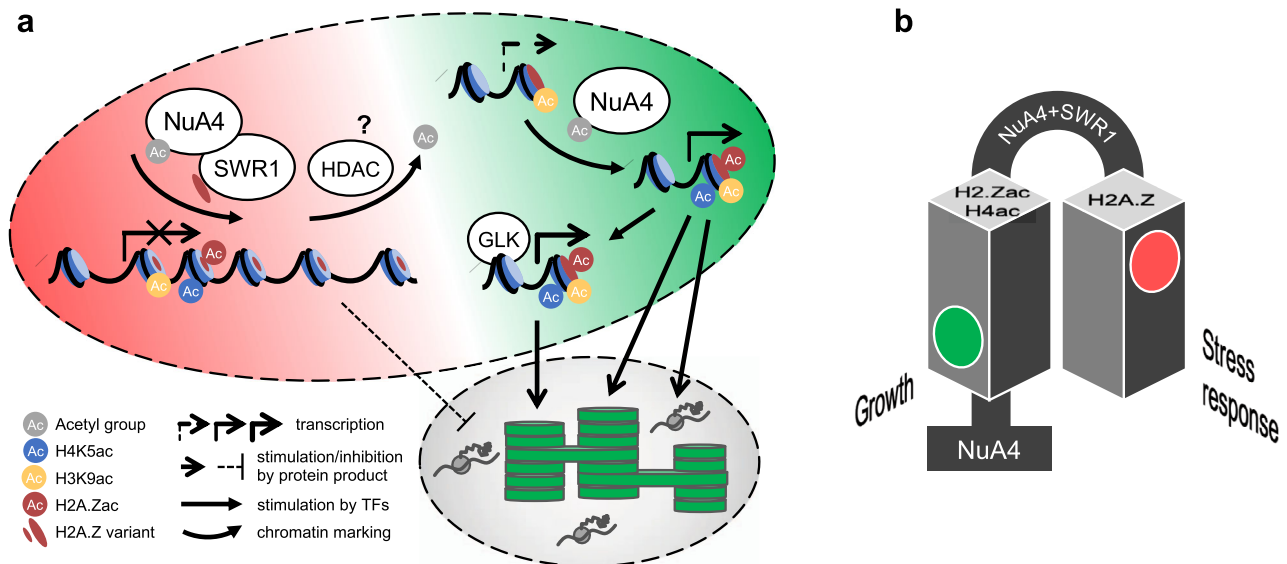 a
NuA4
Ac
SWR1
?
HDAC
Ac
Ac
NuA4
Ac
Ac
Ac
Ac
Ac
Ac
Ac
GLK
Ac
Ac
Ac
Ac Acetyl group
Ac H4K5ac
Ac H3K9ac
Ac H2A.Zac
H2A.Z variant
transcription
stimulation/inhibition
by protein product
stimulation by TFs
chromatin marking
b
NuA4+SWR1
H2.Zac
H4ac
H2A.Z
Growth
Stress
response
NuA4